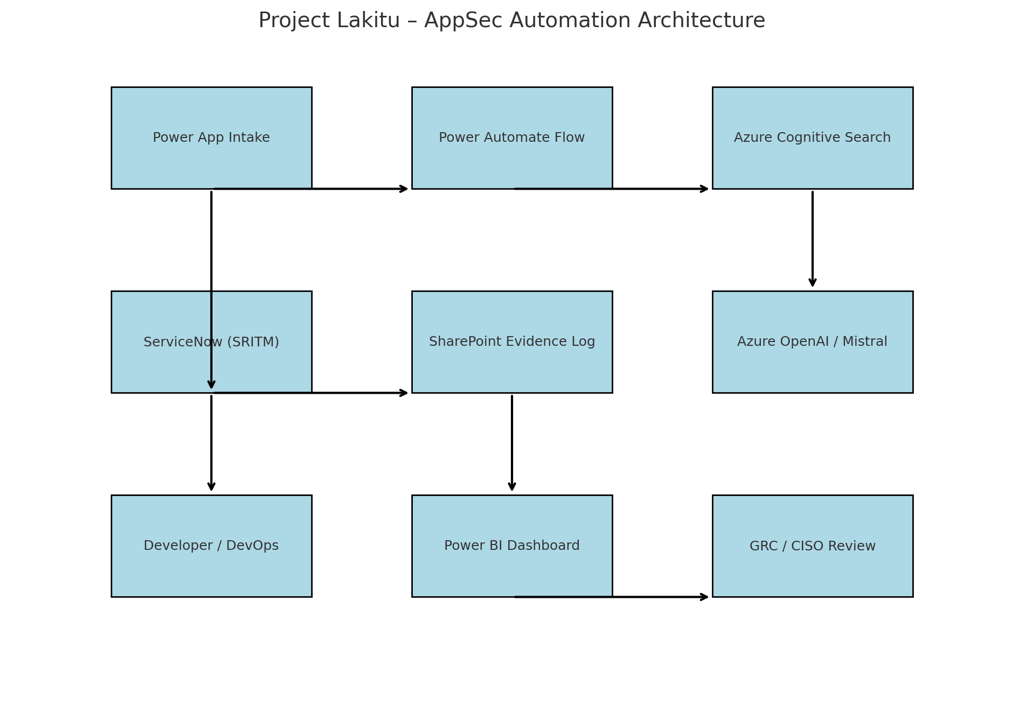 Project Lakitu – AppSec Automation Architecture
Power App Intake
Power Automate Flow
Azure Cognitive Search
ServiceNow (SRITM)
SharePoint Evidence Log
Azure OpenAI / Mistral
Developer / DevOps
Power BI Dashboard
GRC / CISO Review